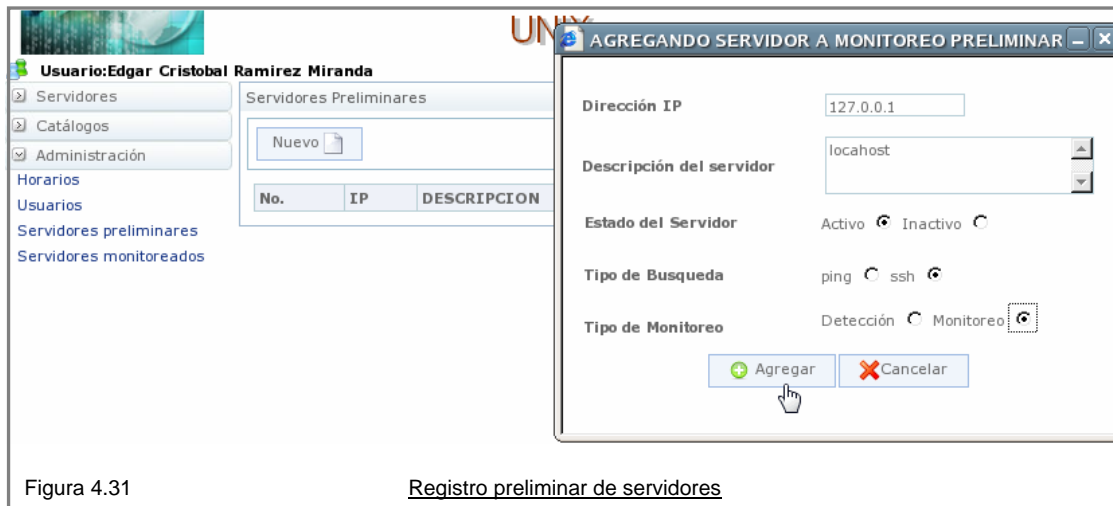 UNIX
Usuario:Edgar Cristobal Ramirez Miranda
Servidores
Catálogos
Administración
Horarios
Usuarios
Servidores preliminares
Servidores monitoreados
Servidores Preliminares
Nuevo
No. IP DESCRIPCION
AGREGANDO SERVIDOR A MONITOREO PRELIMINAR
Dirección IP 127.0.0.1
Descripción del servidor locahost
Estado del Servidor Activo Inactivo
Tipo de Busqueda ping ssh
Tipo de Monitoreo Detección Monitoreo
Agregar Cancelar
Figura 4.31 Registro preliminar de servidores